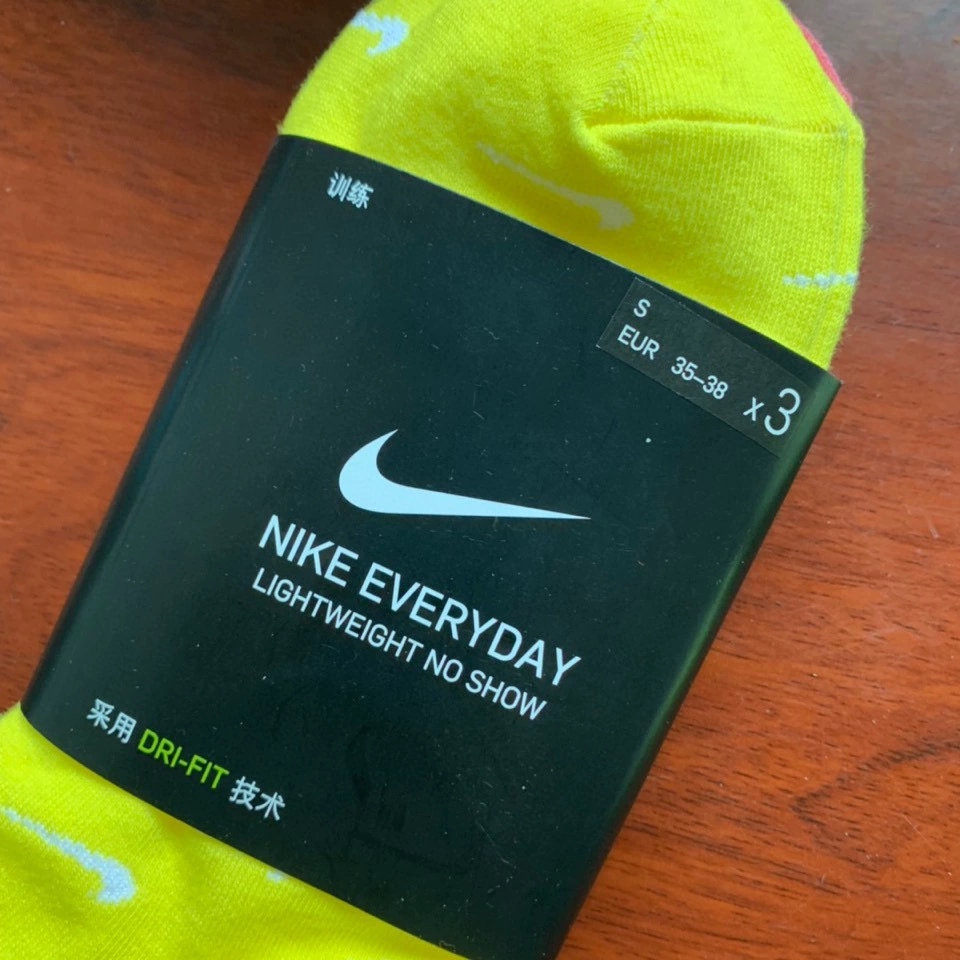 训练
S
EUR 35-38 x3
NIKE EVERYDAY
LIGHTWEIGHT NO SHOW
采用 DRI-FIT 技术